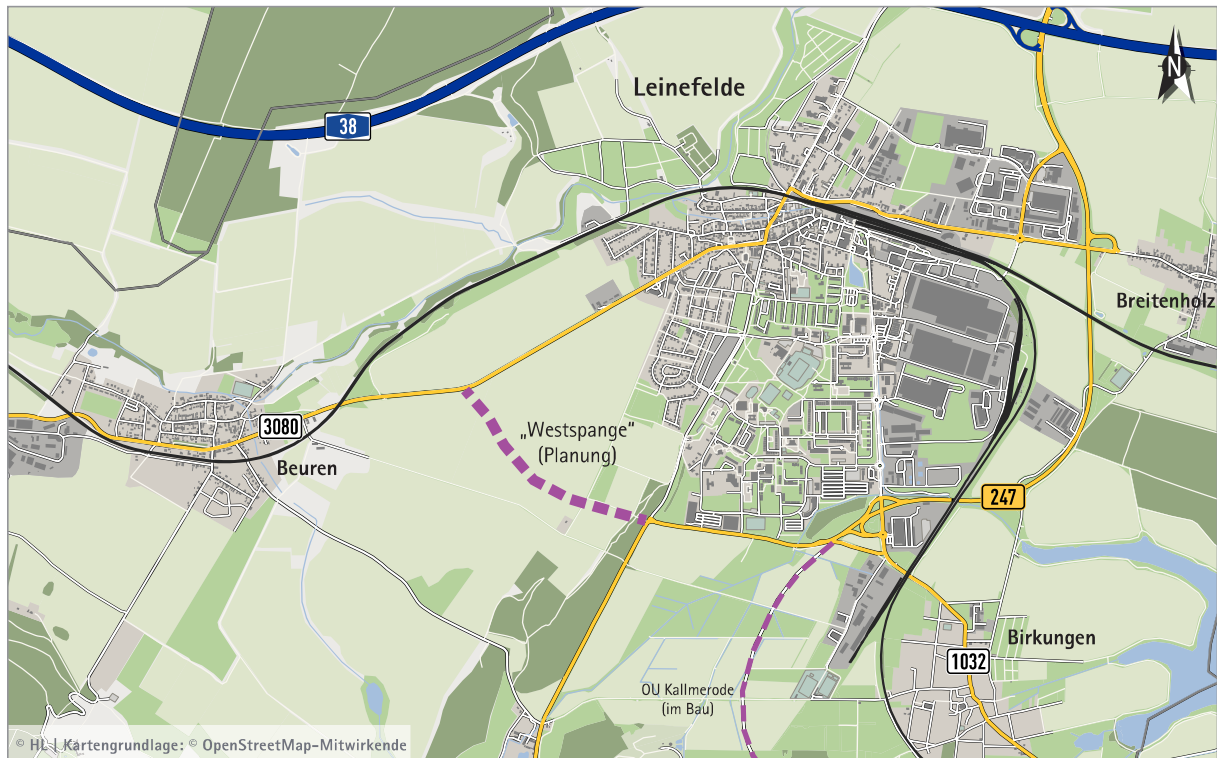 Leinefelde
N
38
Breitenholz
3080
„Westspange“
(Planung)
Beuren
247
Birkungen
1032
OU Kallmerode
(im Bau)
© HL | Kartengrundlage: © OpenStreetMap-Mitwirkende